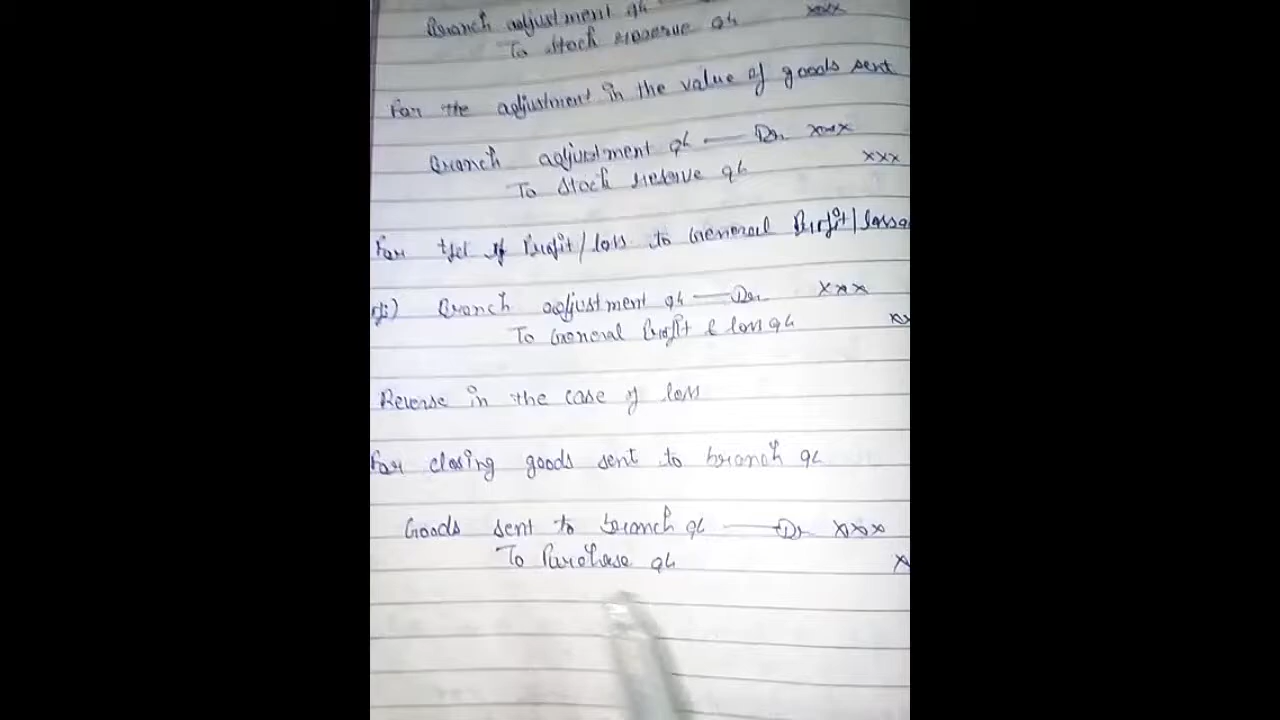 Branch adjustment a/c
To stock reserve a/c xxx
For the adjustment in the value of goods sent
Branch adjustment a/c — Dr xxx
To stock reserve a/c xxx
For tfd of Profit/loss to General Profit/loss a
Branch adjustment a/c — Dr xxx
To General Profit & loss a/c xx
Reverse in the case of loss
For closing goods sent to branch a/c
Goods sent to branch a/c — Dr xxx
To Purchase a/c x